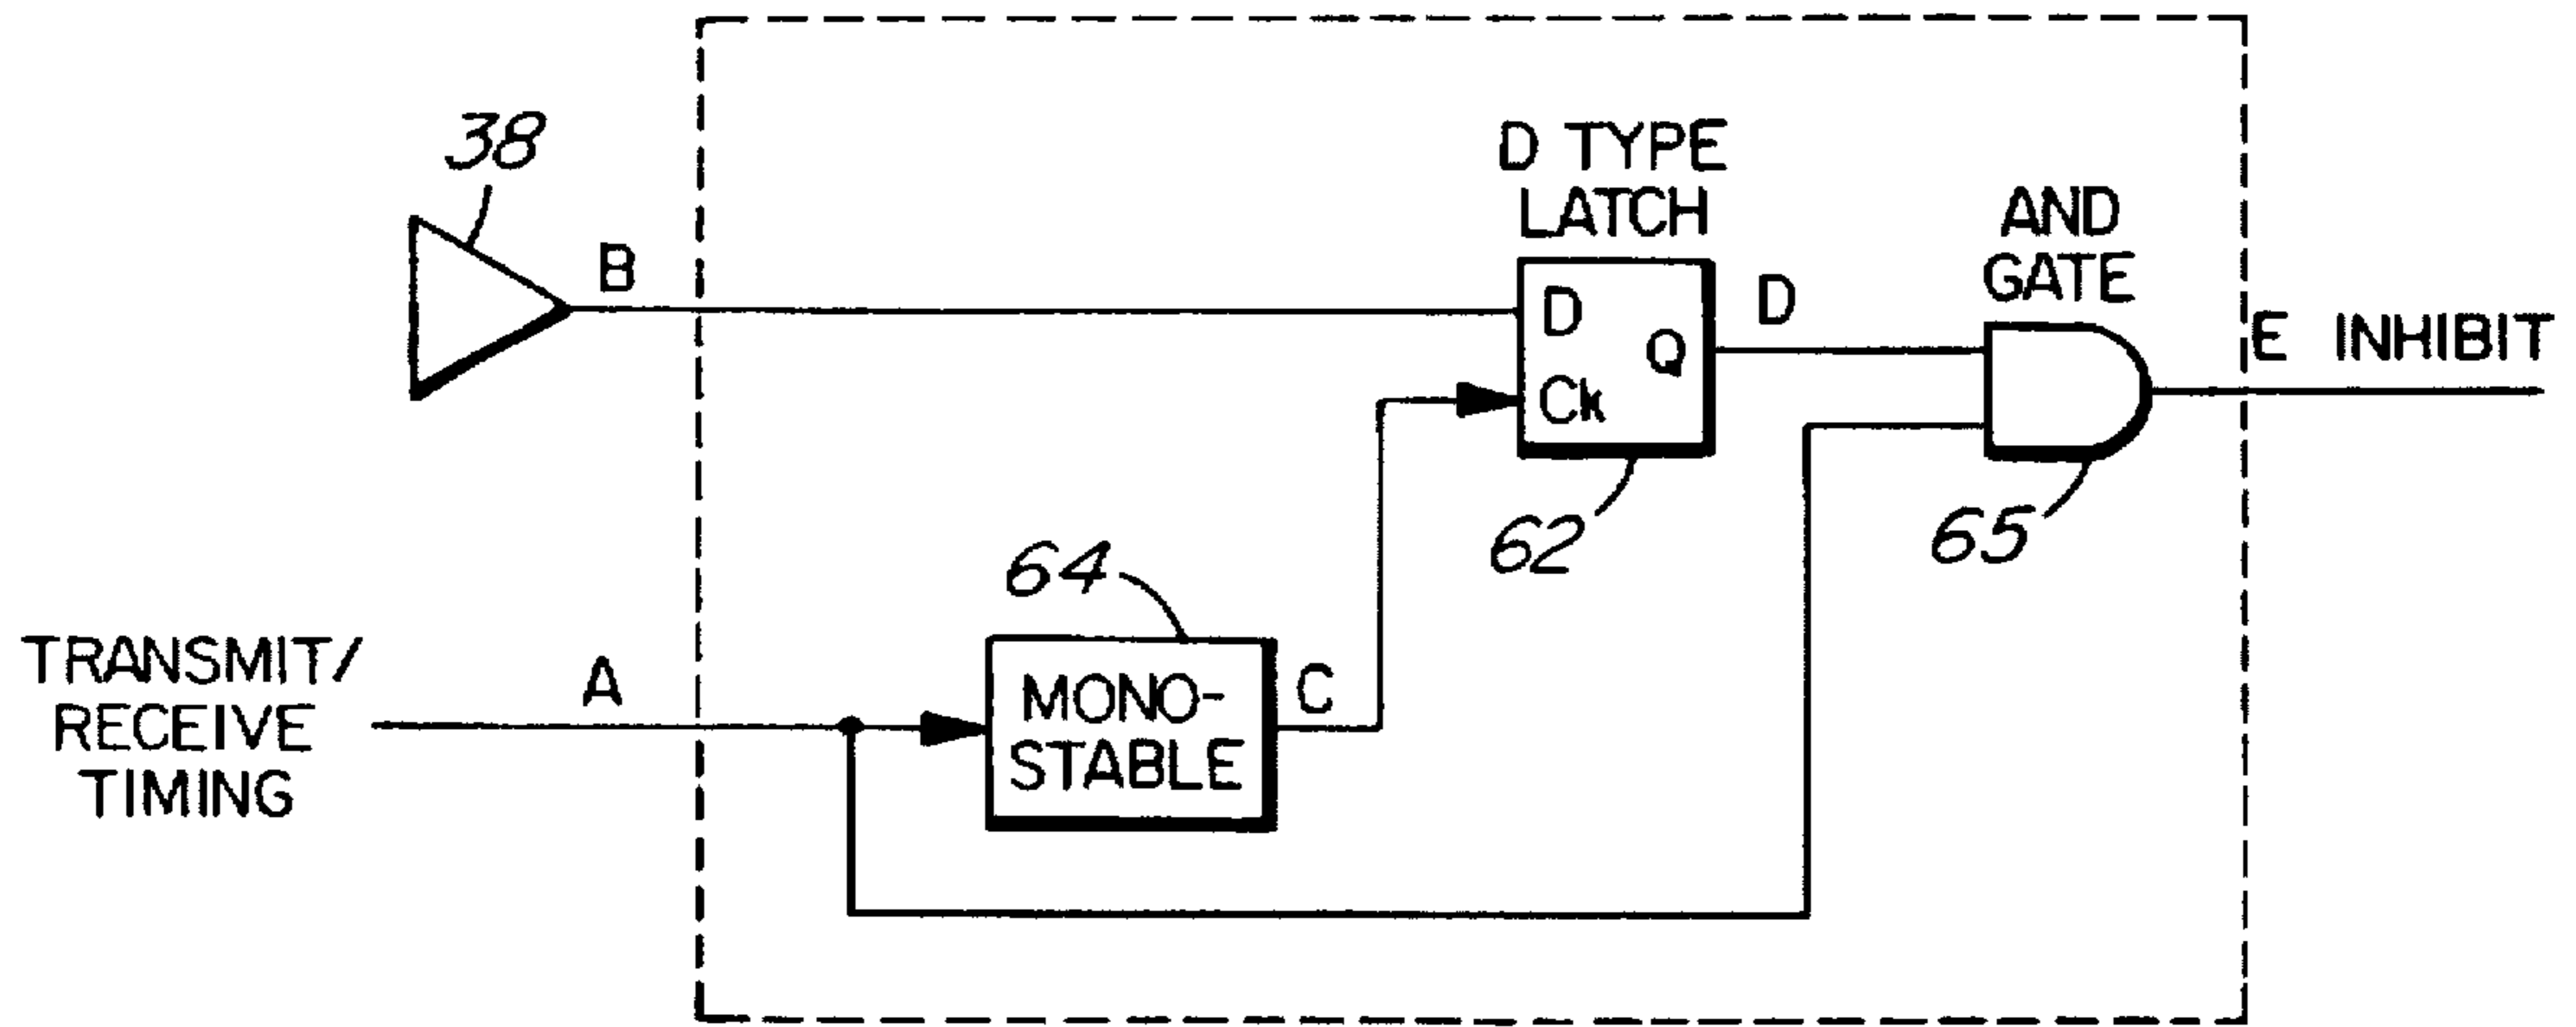 38
B
D TYPE
LATCH
D
Ck
Q
62
D
AND
GATE
65
E INHIBIT
TRANSMIT/
RECEIVE
TIMING
A
64
MONO-
STABLE
C